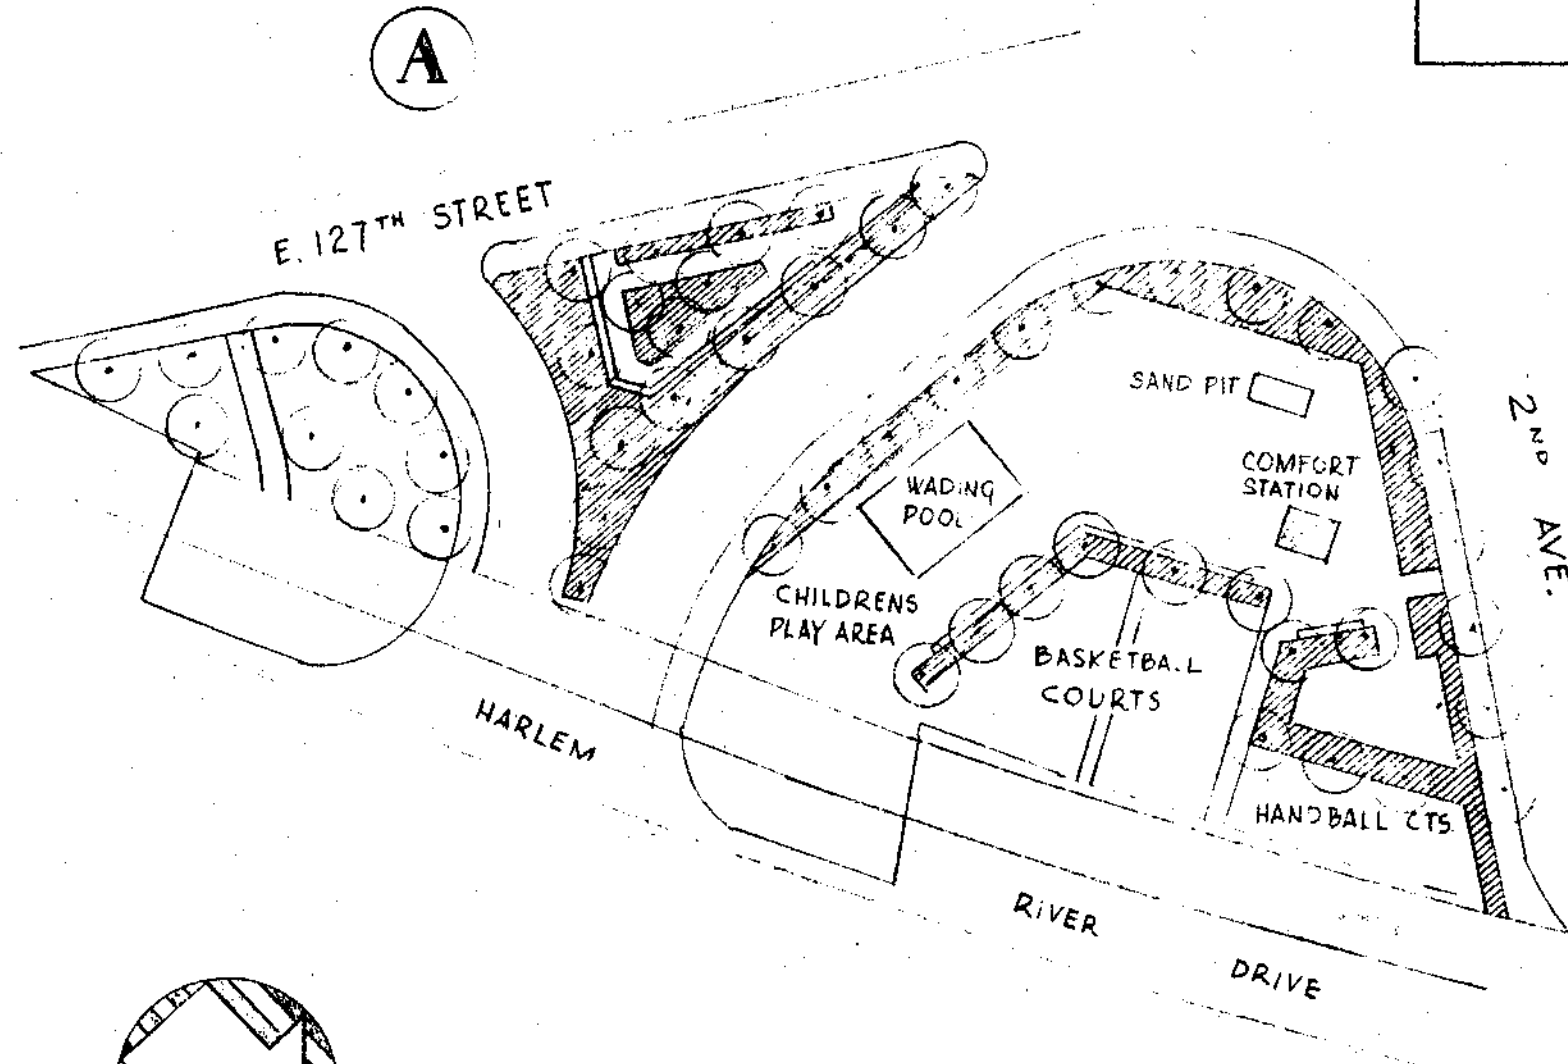 A
E. 127TH STREET
SAND PIT
2ND AVE.
COMFORT
STATION
WADING
POOL
CHILDRENS
PLAY AREA
BASKETBALL
COURTS
HANDBALL CTS.
HARLEM RIVER DRIVE